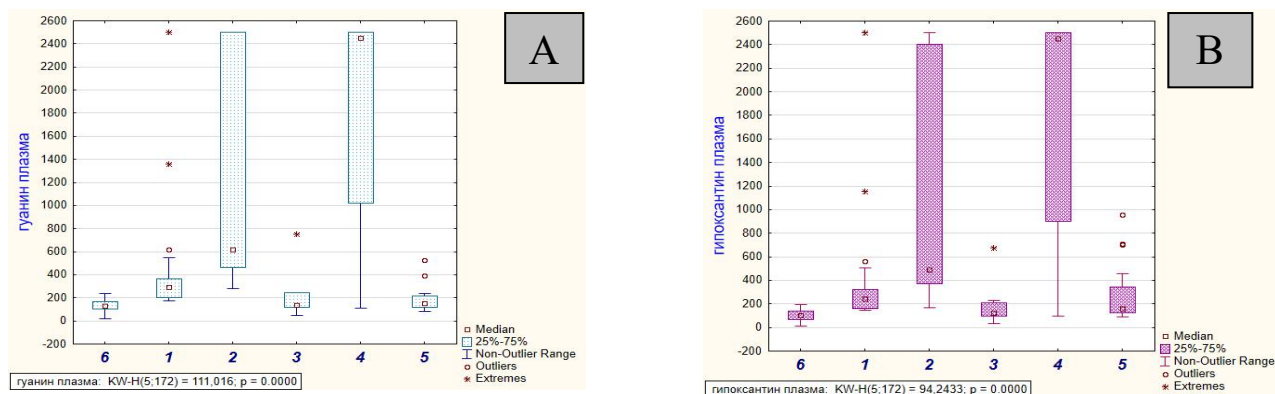 A
гуанин плазма
2600
2400
2200
2000
1800
1600
1400
1200
1000
800
600
400
200
0
-200
6 1 2 3 4 5
Median
25%-75%
Non-Outlier Range
Outliers
Extremes
гуанин плазма: KW-H(5;172) = 111,016; p = 0.0000
B
гипоксантин плазма
2600
2400
2200
2000
1800
1600
1400
1200
1000
800
600
400
200
0
-200
6 1 2 3 4 5
Median
25%-75%
Non-Outlier Range
Outliers
Extremes
гипоксантин плазма: KW-H(5;172) = 94,2433; p = 0.0000